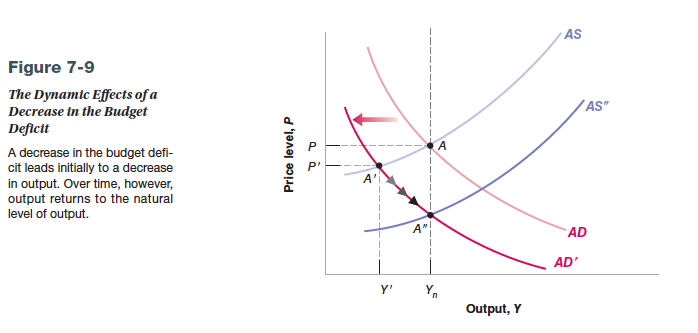 Figure 7-9
The Dynamic Effects of a
Decrease in the Budget
Deficit
A decrease in the budget defi-
cit leads initially to a decrease
in output. Over time, however,
output returns to the natural
level of output.
Price level, P
P
P'
AS
AS"
A
A'
A"
AD
AD'
Y'
Yn
Output, Y